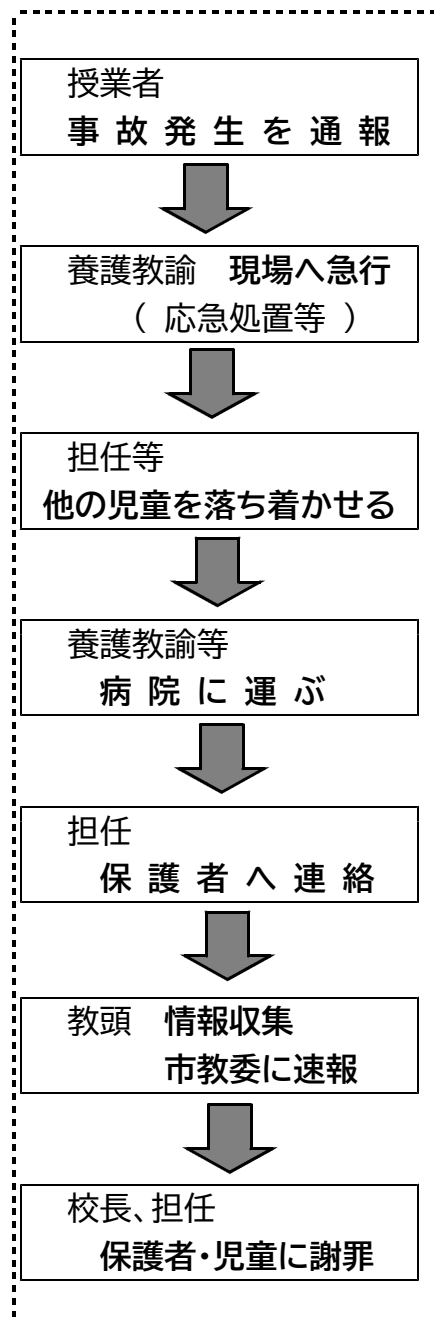 授業者
事故発生を通報
養護教諭　現場へ急行
（ 応急処置等 ）
担任等
他の児童を落ち着かせる
養護教諭等
病院に運ぶ
担任
保護者へ連絡
教頭　情報収集
市教委に速報
校長、担任
保護者・児童に謝罪